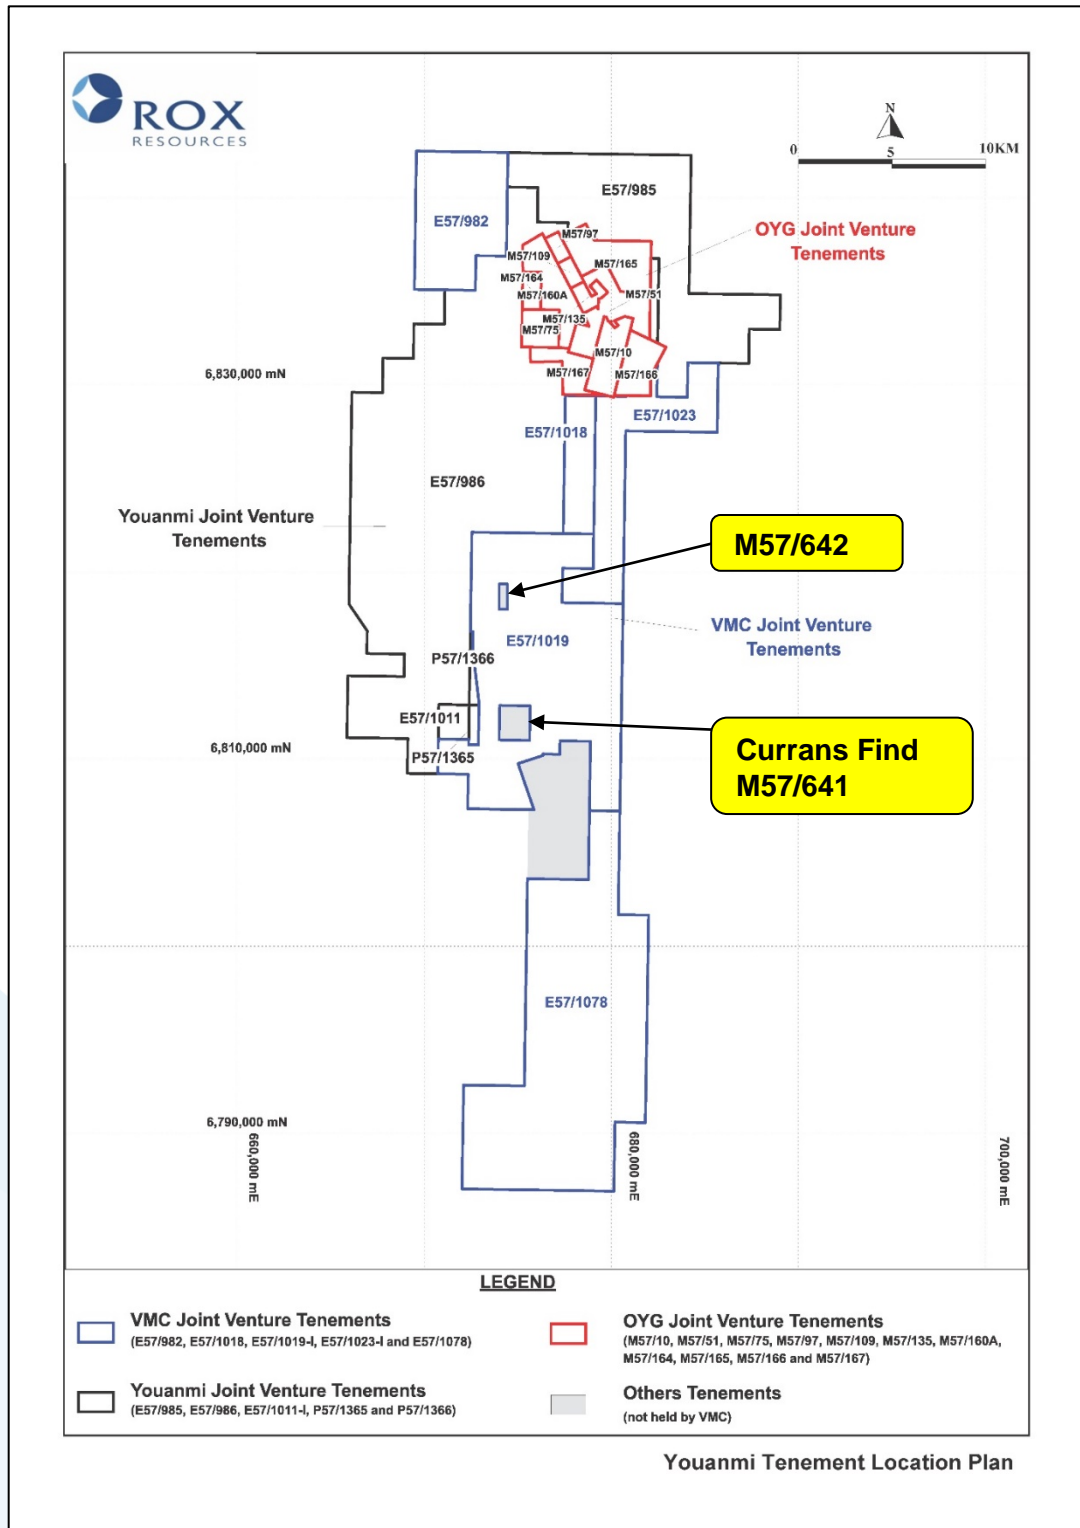 ROX
RESOURCES
N
0 5 10KM
E57/985
E57/982
OYG Joint Venture
Tenements
M57/97
M57/109
M57/165
M57/164
M57/160A
M57/51
M57/135
M57/75
M57/10
M57/167
M57/166
6,830,000 mN
E57/1023
E57/1018
E57/986
Youanmi Joint Venture
Tenements
M57/642
VMC Joint Venture
Tenements
E57/1019
P57/1366
E57/1011
P57/1365
6,810,000 mN
Currans Find
M57/641
E57/1078
6,790,000 mN
660,000 mE
680,000 mE
700,000 mE
LEGEND
VMC Joint Venture Tenements
(E57/982, E57/1018, E57/1019-I, E57/1023-I and E57/1078)
OYG Joint Venture Tenements
(M57/10, M57/51, M57/75, M57/97, M57/109, M57/135, M57/160A,
M57/164, M57/165, M57/166 and M57/167)
Youanmi Joint Venture Tenements
(E57/985, E57/986, E57/1011-I, P57/1365 and P57/1366)
Others Tenements
(not held by VMC)
Youanmi Tenement Location Plan